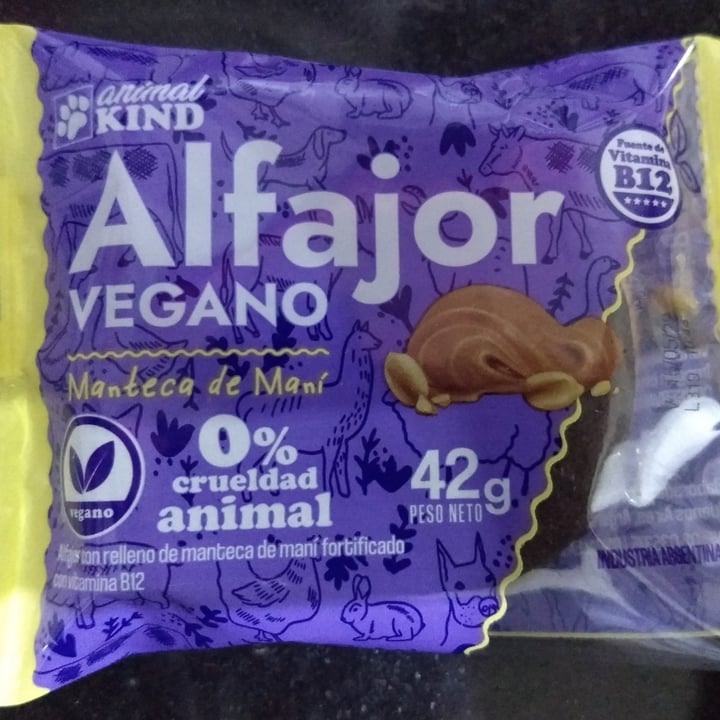 animal
KIND
Alfajor
VEGANO
Manteca de Maní
Fuente de
Vitamina
B12
vegano
0%
crueldad
animal
42g
PESO NETO
Alfajor con relleno de manteca de maní fortificado
con vitamina B12
INDUSTRIA ARGENTINA